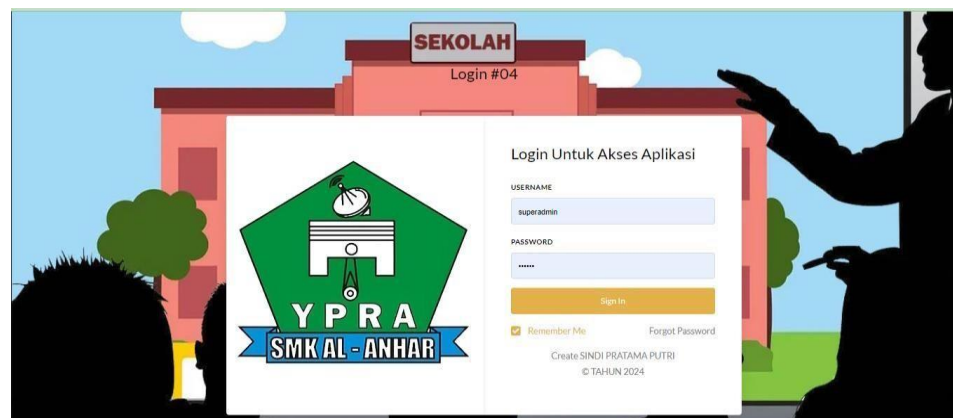 SEKOLAH
Login #04
Login Untuk Akses Aplikasi
USERNAME
superadmin
PASSWORD
••••••
Sign In
Remember Me Forgot Password
Create SINDI PRATAMA PUTRI
© TAHUN 2024
YPRA
SMK AL - ANHAR